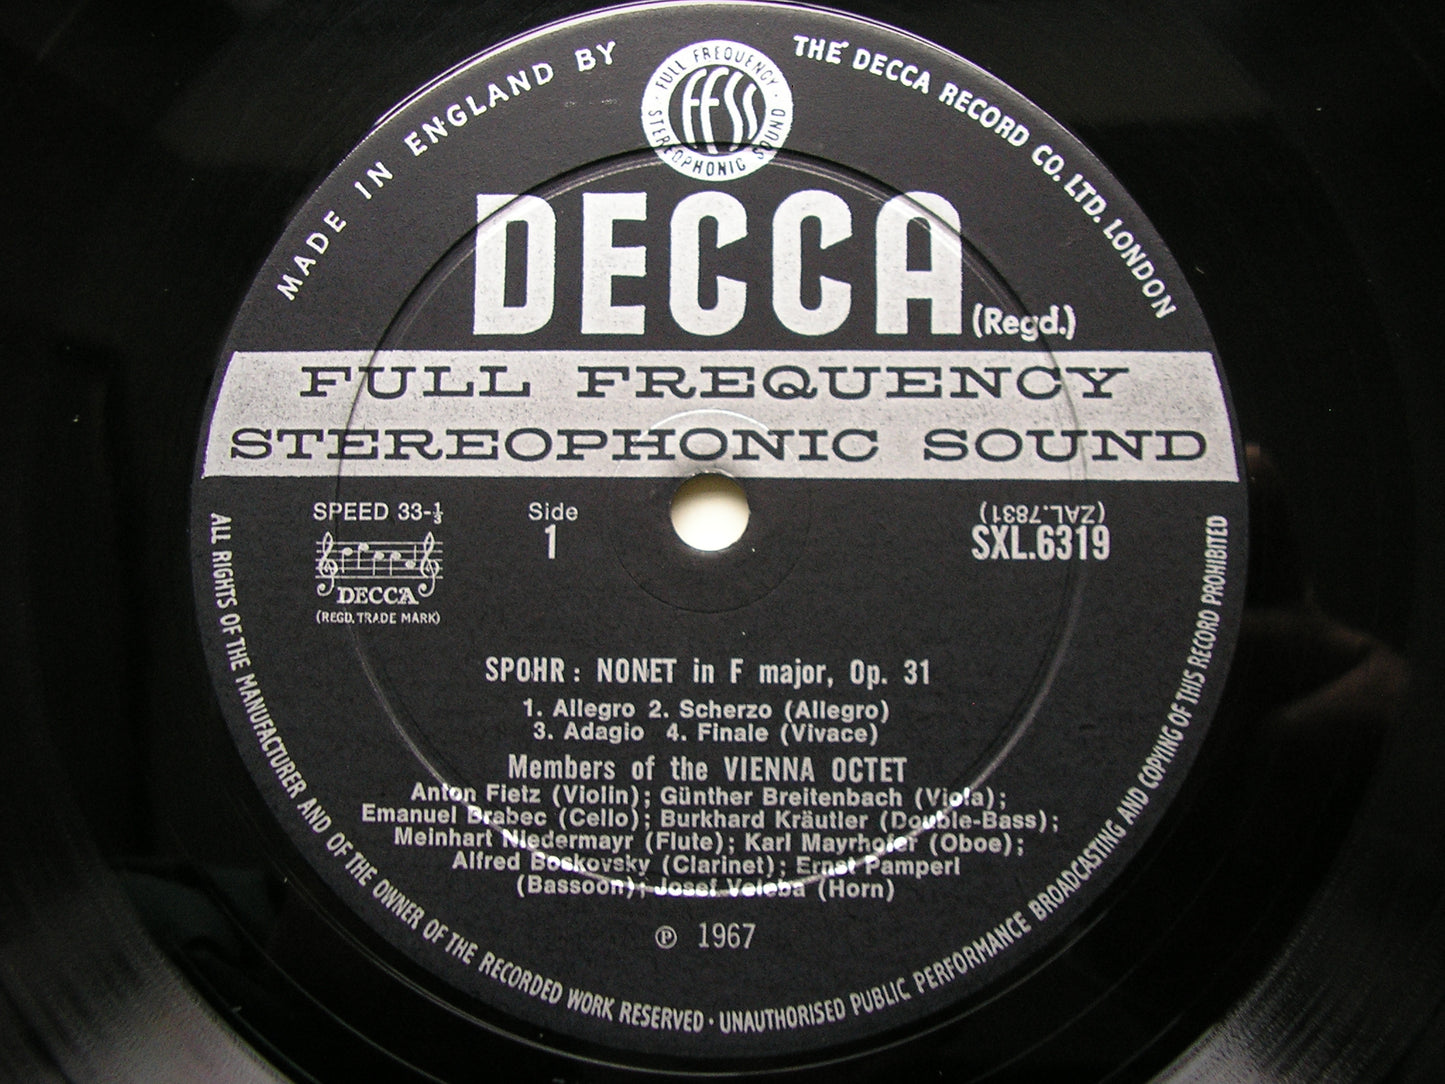 MADE IN ENGLAND BY
THE DECCA RECORD CO. LTD. LONDON
FULL FREQUENCY
FFSS
STEREOPHONIC SOUND
DECCA (Regd.)
FULL FREQUENCY
STEREOPHONIC SOUND
SPEED 33-⅓
Side
1
(ZAL.7831)
SXL.6319
DECCA
(REGD. TRADE MARK)
SPOHR : NONET in F major, Op. 31
1. Allegro 2. Scherzo (Allegro)
3. Adagio 4. Finale (Vivace)
Members of the VIENNA OCTET
Anton Fietz (Violin); Günther Breitenbach (Viola);
Emanuel Brabec (Cello); Burkhard Kräutler (Double-Bass);
Meinhart Niedermayr (Flute); Karl Mayrhofer (Oboe);
Alfred Boskovsky (Clarinet); Ernst Pamperl
(Bassoon); Josef Veleba (Horn)
℗ 1967
ALL RIGHTS OF THE MANUFACTURER AND OF THE OWNER OF THE RECORDED WORK RESERVED · UNAUTHORISED PUBLIC PERFORMANCE BROADCASTING AND COPYING OF THIS RECORD PROHIBITED